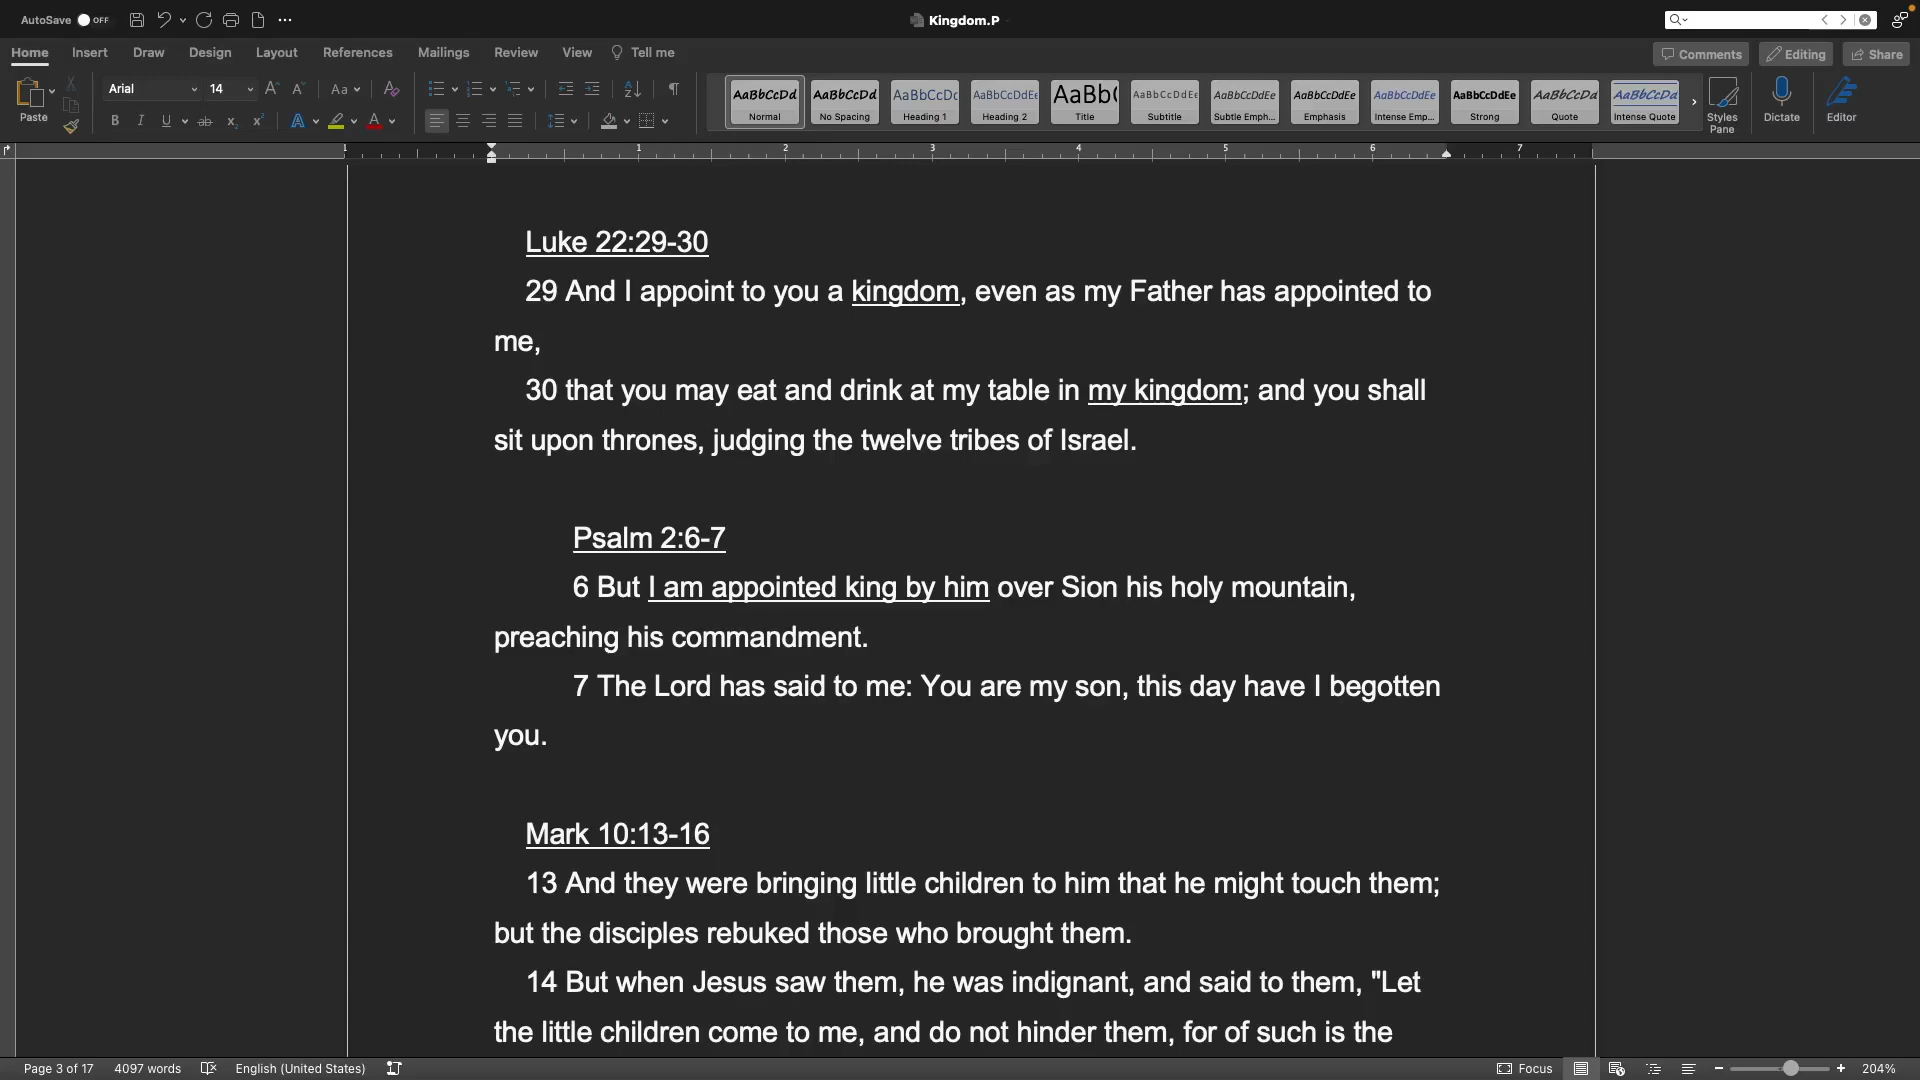 AutoSave OFF
Kingdom.P
Home Insert Draw Design Layout References Mailings Review View Tell me
Comments Editing Share
Paste
Arial 14 Aa
AaBbCcDd AaBbCcDd AaBbCcDc AaBbCcDdEe AaBb( AaBbCcDdEe AaBbCcDdEe AaBbCcDdEe AaBbCcDdEe AaBbCcDdEe AaBbCcDd AaBbCcDd
Normal No Spacing Heading 1 Heading 2 Title Subtitle Subtle Emph... Emphasis Intense Emp... Strong Quote Intense Quote
Styles Pane
Dictate
Editor
1 1 2 3 4 5 6 7
Luke 22:29-30
29 And I appoint to you a kingdom, even as my Father has appointed to
me,
30 that you may eat and drink at my table in my kingdom; and you shall
sit upon thrones, judging the twelve tribes of Israel.
Psalm 2:6-7
6 But I am appointed king by him over Sion his holy mountain,
preaching his commandment.
7 The Lord has said to me: You are my son, this day have I begotten
you.
Mark 10:13-16
13 And they were bringing little children to him that he might touch them;
but the disciples rebuked those who brought them.
14 But when Jesus saw them, he was indignant, and said to them, "Let
the little children come to me, and do not hinder them, for of such is the
Page 3 of 17 4097 words English (United States) Focus 204%